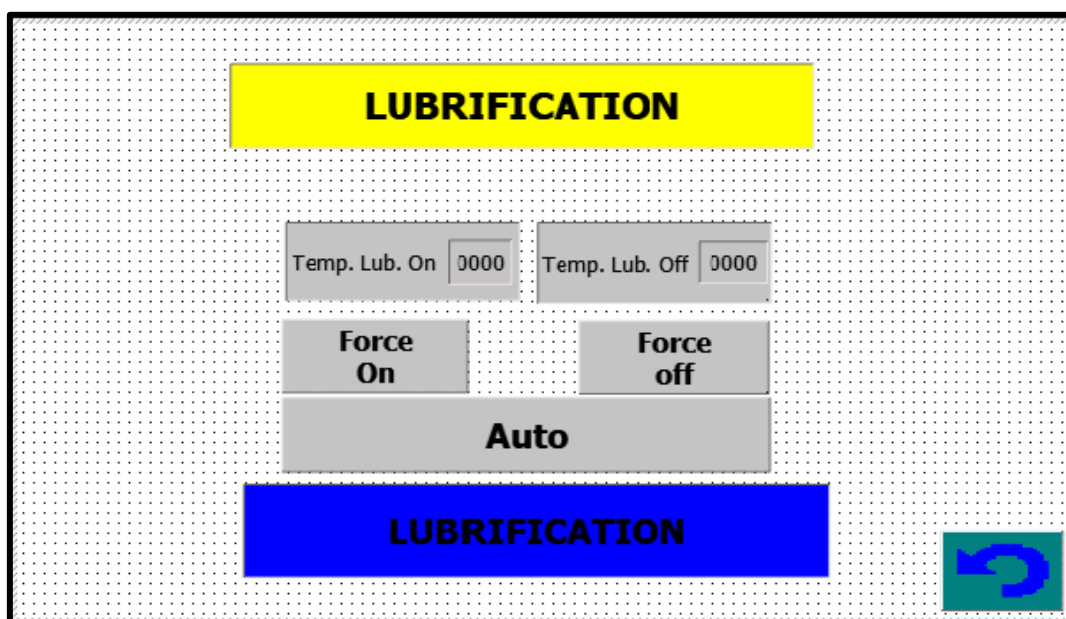 LUBRIFICATION
Temp. Lub. On 0000 Temp. Lub. Off 0000
Force Force
On off
Auto
LUBRIFICATION